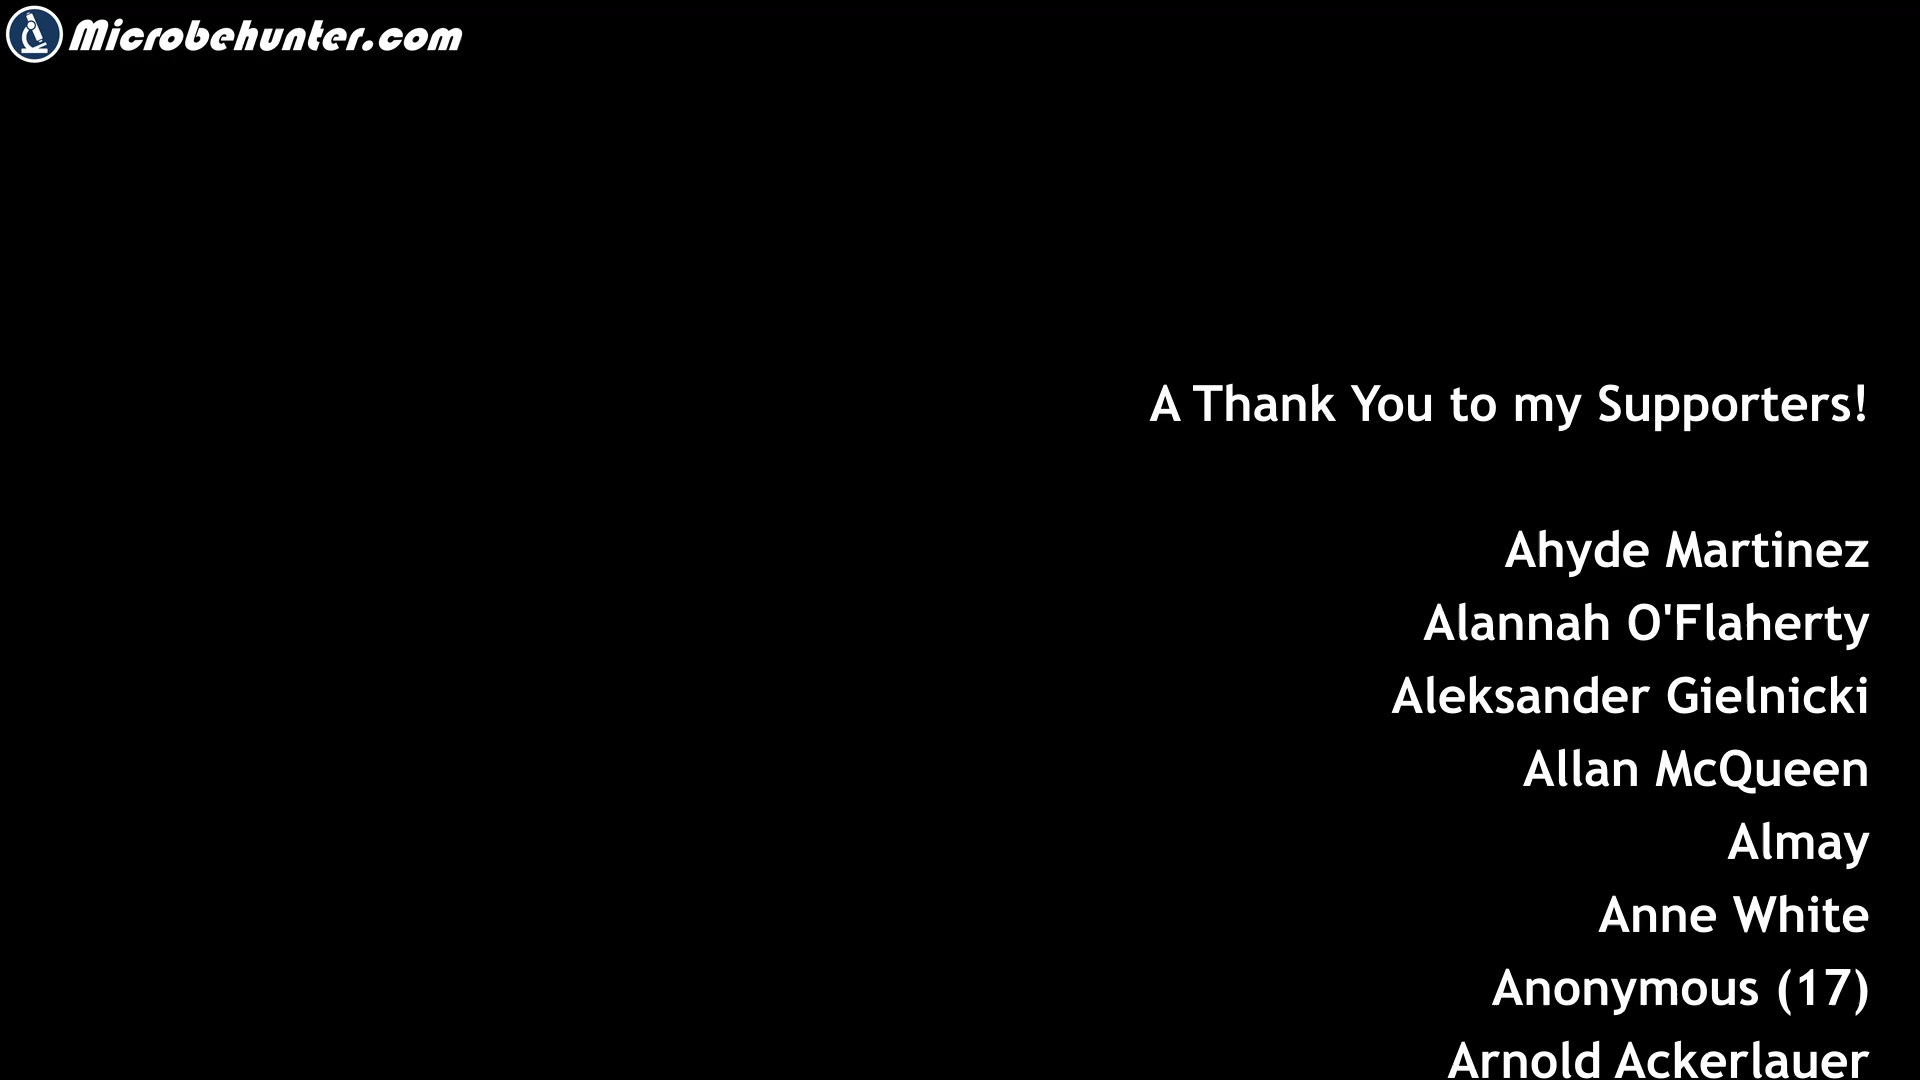 Microbehunter.com
A Thank You to my Supporters!
Ahyde Martinez
Alannah O'Flaherty
Aleksander Gielnicki
Allan McQueen
Almay
Anne White
Anonymous (17)
Arnold Ackerlauer